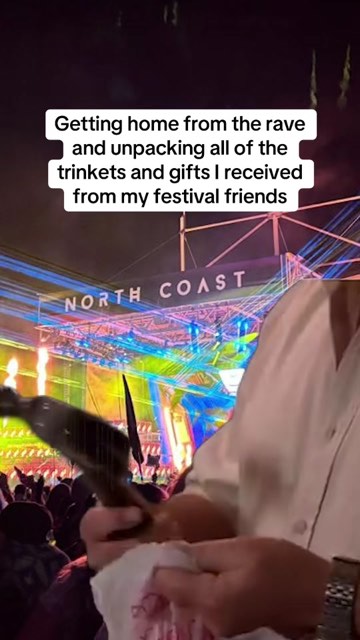 Getting home from the rave
and unpacking all of the
trinkets and gifts I received
from my festival friends
NORTH COAST